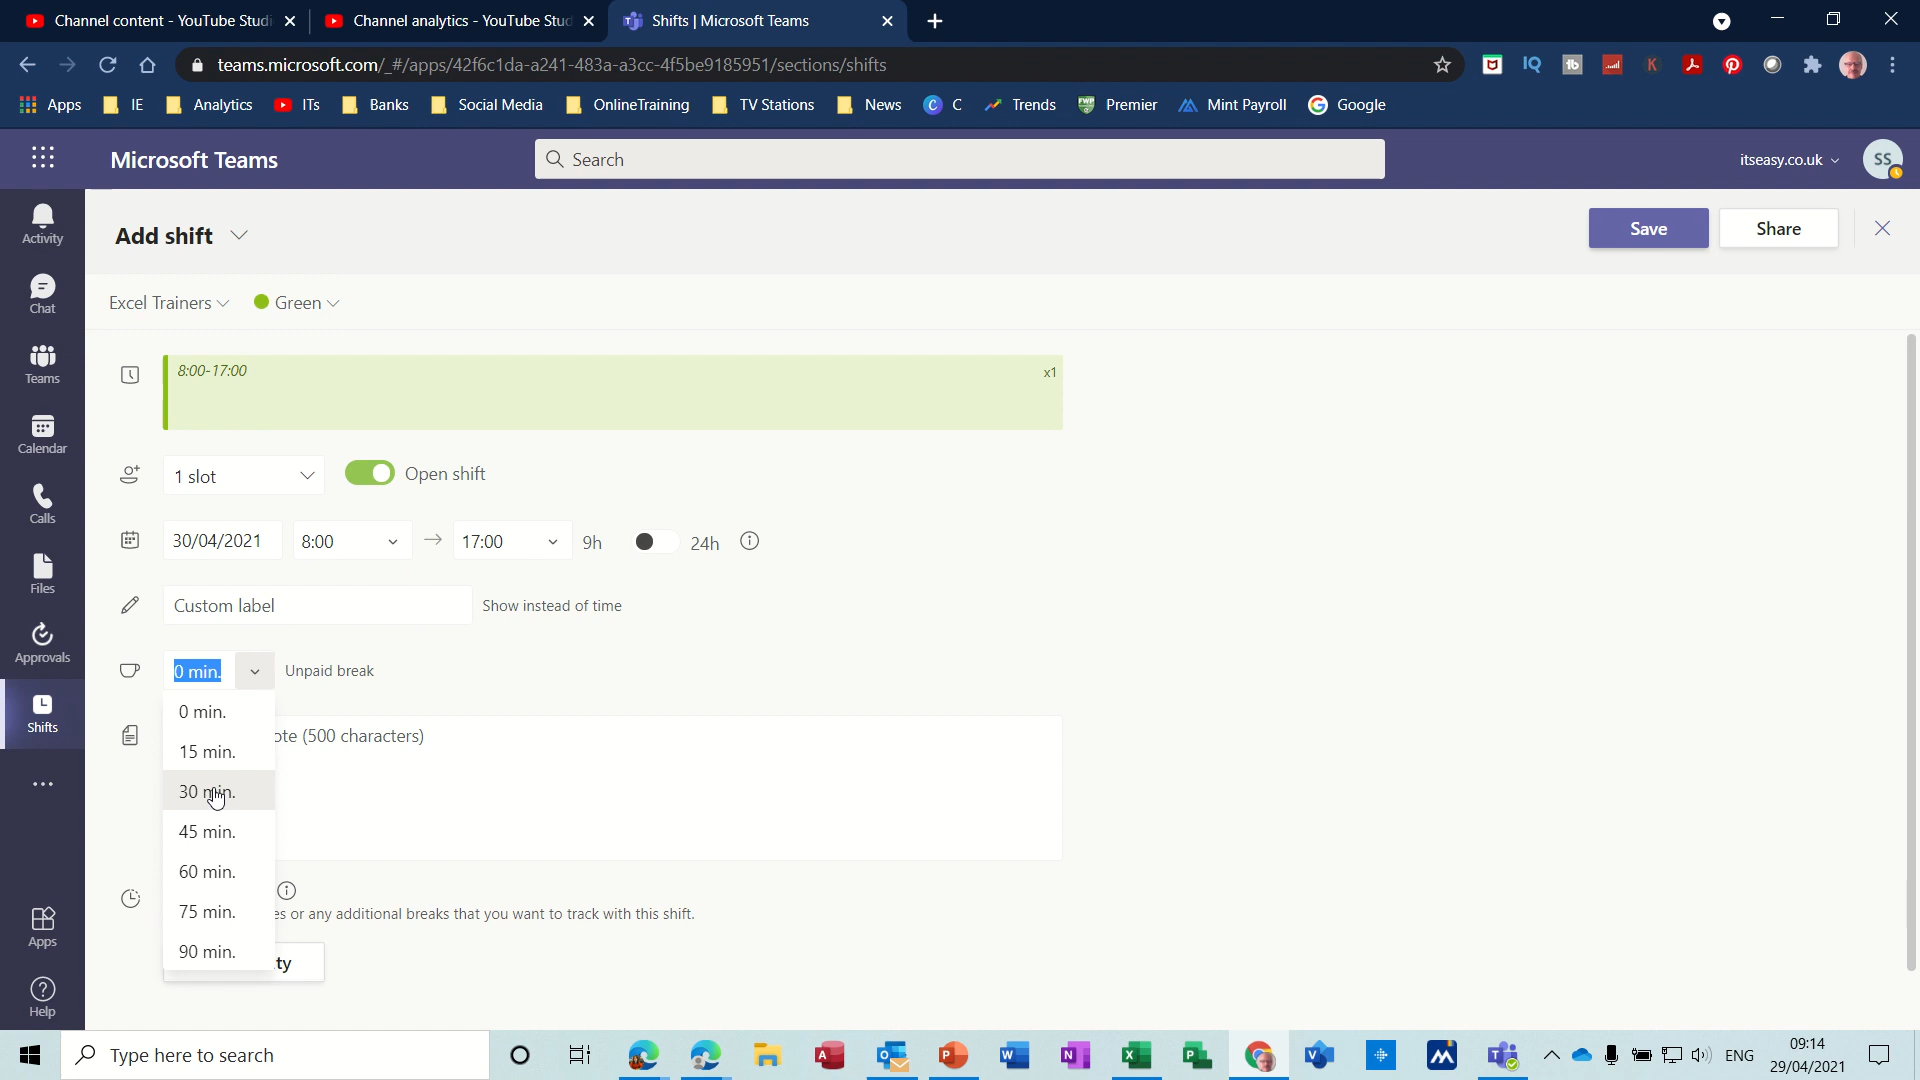 Channel content - YouTube Studi
Channel analytics - YouTube Stud
Shifts | Microsoft Teams
teams.microsoft.com/_#/apps/42f6c1da-a241-483a-a3cc-4f5be9185951/sections/shifts
Apps IE Analytics ITs Banks Social Media OnlineTraining TV Stations News C Trends Premier Mint Payroll Google
Microsoft Teams
Search
itseasy.co.uk
SS
Activity
Chat
Teams
Calendar
Calls
Files
Approvals
Shifts
Apps
Help
Add shift
Save
Share
Excel Trainers
Green
8:00-17:00
x1
1 slot
Open shift
30/04/2021
8:00
17:00
9h
24h
Custom label
Show instead of time
0 min.
Unpaid break
0 min.
15 min.
30 min.
45 min.
60 min.
75 min.
90 min.
ote (500 characters)
es or any additional breaks that you want to track with this shift.
ty
Type here to search
ENG
09:14
29/04/2021